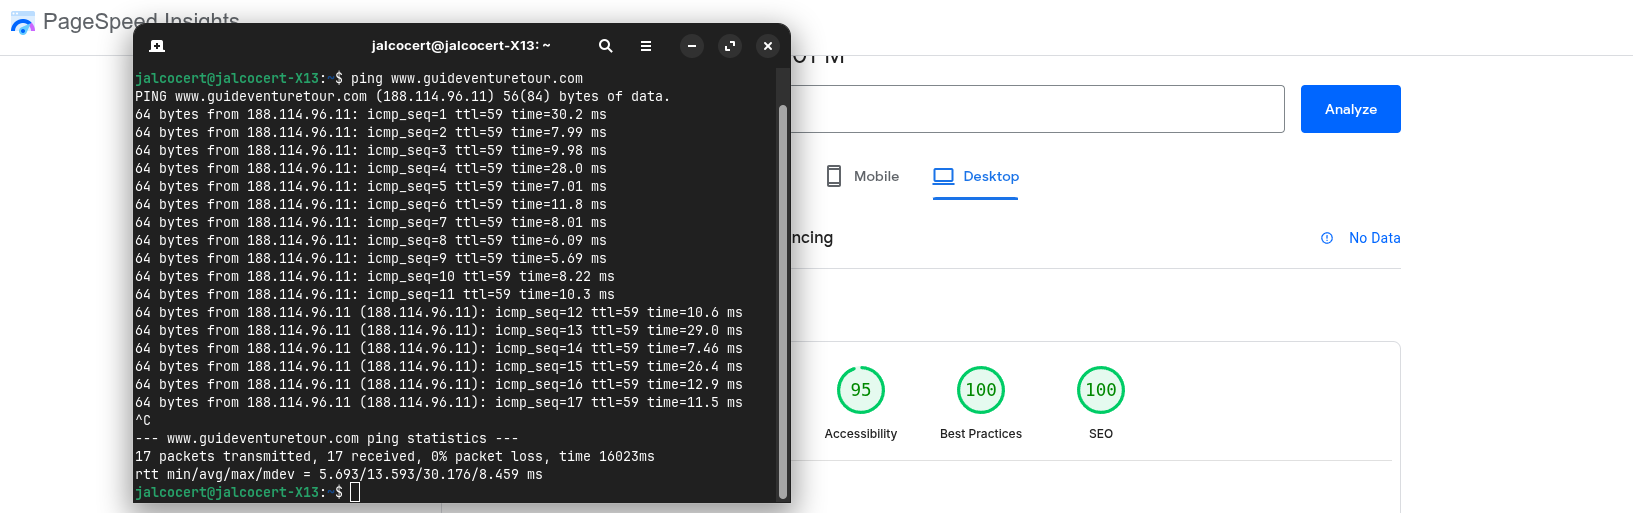 PageSpeed Insights
jalcocert@jalcocert-X13: ~
jalcocert@jalcocert-X13:~$ ping www.guideventuretour.com
PING www.guideventuretour.com (188.114.96.11) 56(84) bytes of data.
64 bytes from 188.114.96.11: icmp_seq=1 ttl=59 time=30.2 ms
64 bytes from 188.114.96.11: icmp_seq=2 ttl=59 time=7.99 ms
64 bytes from 188.114.96.11: icmp_seq=3 ttl=59 time=9.98 ms
64 bytes from 188.114.96.11: icmp_seq=4 ttl=59 time=28.0 ms
64 bytes from 188.114.96.11: icmp_seq=5 ttl=59 time=7.01 ms
64 bytes from 188.114.96.11: icmp_seq=6 ttl=59 time=11.8 ms
64 bytes from 188.114.96.11: icmp_seq=7 ttl=59 time=8.01 ms
64 bytes from 188.114.96.11: icmp_seq=8 ttl=59 time=6.09 ms
64 bytes from 188.114.96.11: icmp_seq=9 ttl=59 time=5.69 ms
64 bytes from 188.114.96.11: icmp_seq=10 ttl=59 time=8.22 ms
64 bytes from 188.114.96.11: icmp_seq=11 ttl=59 time=10.3 ms
64 bytes from 188.114.96.11 (188.114.96.11): icmp_seq=12 ttl=59 time=10.6 ms
64 bytes from 188.114.96.11 (188.114.96.11): icmp_seq=13 ttl=59 time=29.0 ms
64 bytes from 188.114.96.11 (188.114.96.11): icmp_seq=14 ttl=59 time=7.46 ms
64 bytes from 188.114.96.11 (188.114.96.11): icmp_seq=15 ttl=59 time=26.4 ms
64 bytes from 188.114.96.11 (188.114.96.11): icmp_seq=16 ttl=59 time=12.9 ms
64 bytes from 188.114.96.11 (188.114.96.11): icmp_seq=17 ttl=59 time=11.5 ms
^C
--- www.guideventuretour.com ping statistics ---
17 packets transmitted, 17 received, 0% packet loss, time 16023ms
rtt min/avg/max/mdev = 5.693/13.593/30.176/8.459 ms
jalcocert@jalcocert-X13:~$
Analyze
Mobile
Desktop
ncing
No Data
95
100
100
Accessibility
Best Practices
SEO